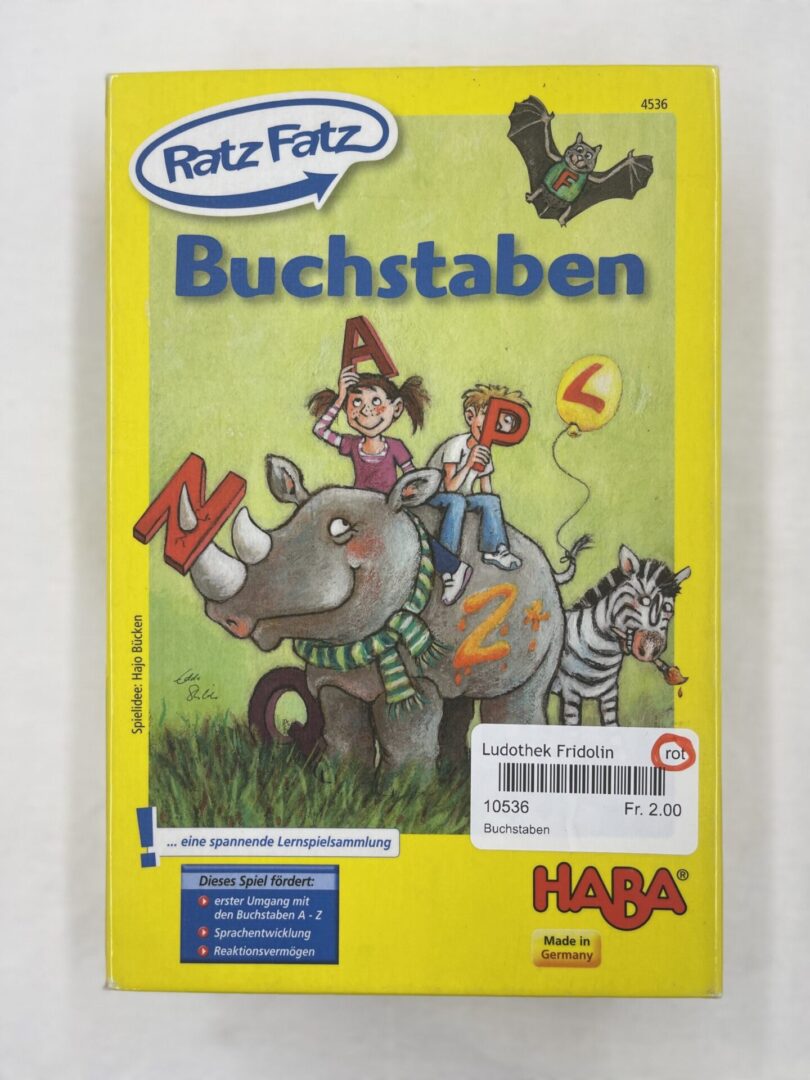 4536
Ratz Fatz
F
Buchstaben
A
L
P
N
Z
Q
Spielidee: Hajo Bücken
Ludothek Fridolin rot
10536 Fr. 2.00
Buchstaben
! ... eine spannende Lernspielsammlung
Dieses Spiel fördert:
erster Umgang mit
den Buchstaben A - Z
Sprachentwicklung
Reaktionsvermögen
HABA®
Made in
Germany